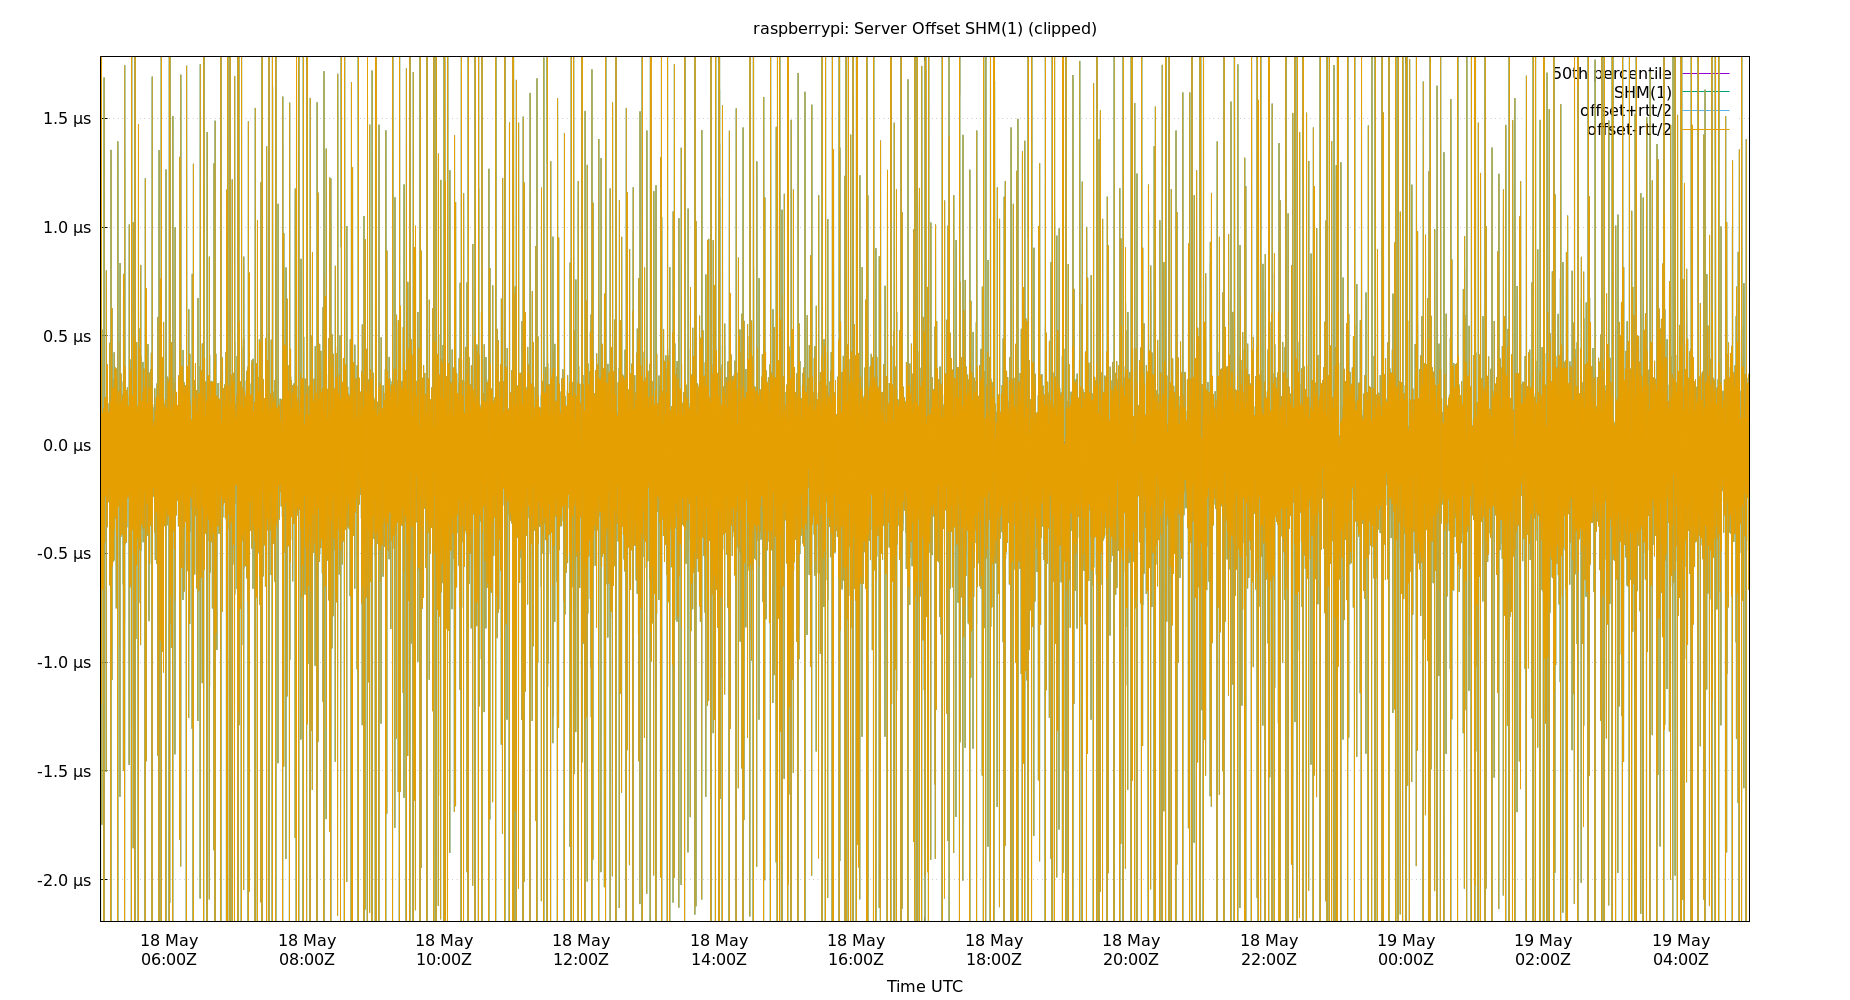 raspberrypi: Server Offset SHM(1) (clipped)
50th percentile
SHM(1)
offset+rtt/2
offset-rtt/2
1.5 µs
1.0 µs
0.5 µs
0.0 µs
-0.5 µs
-1.0 µs
-1.5 µs
-2.0 µs
18 May 18 May 18 May 18 May 18 May 18 May 18 May 18 May 18 May 19 May 19 May 19 May
06:00Z 08:00Z 10:00Z 12:00Z 14:00Z 16:00Z 18:00Z 20:00Z 22:00Z 00:00Z 02:00Z 04:00Z
Time UTC